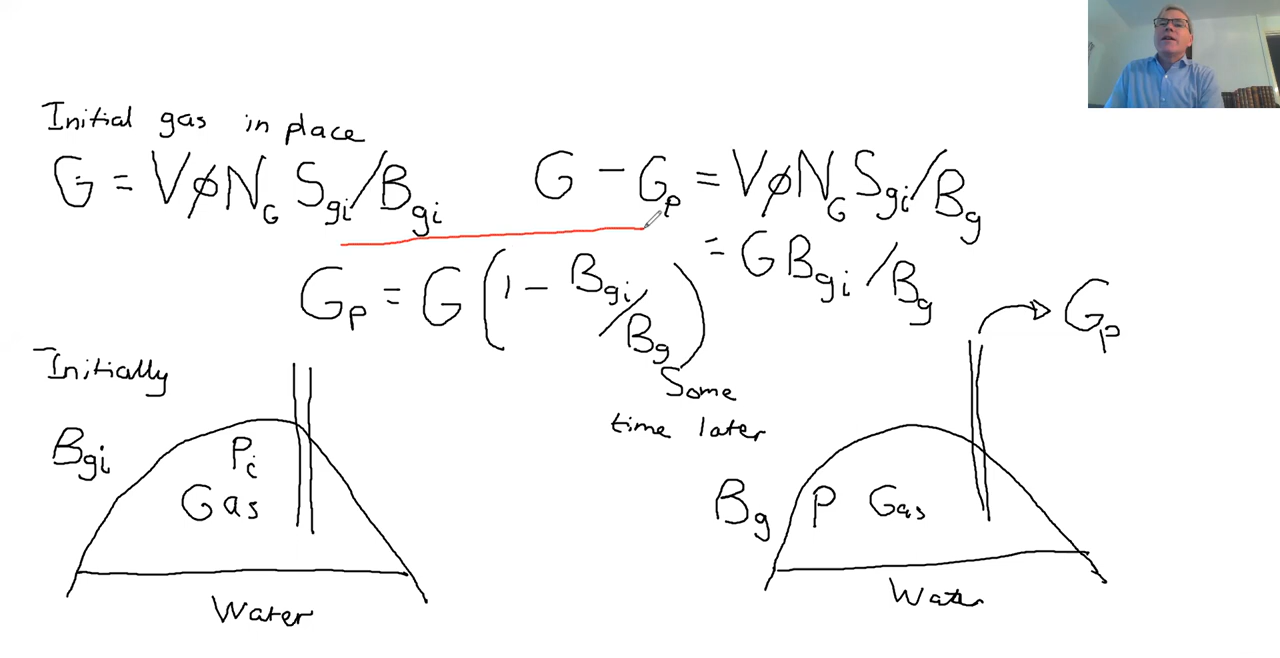 Initial gas in place
G = VϕN_G S_gi/B_gi
G - G_p = VϕN_G S_gi/B_g
= G B_gi/B_g
G_p = G(1 - B_gi/B_g)
Initially
B_gi
P_i
Gas
Water
Some
time later
G_p
B_g
P Gas
Water